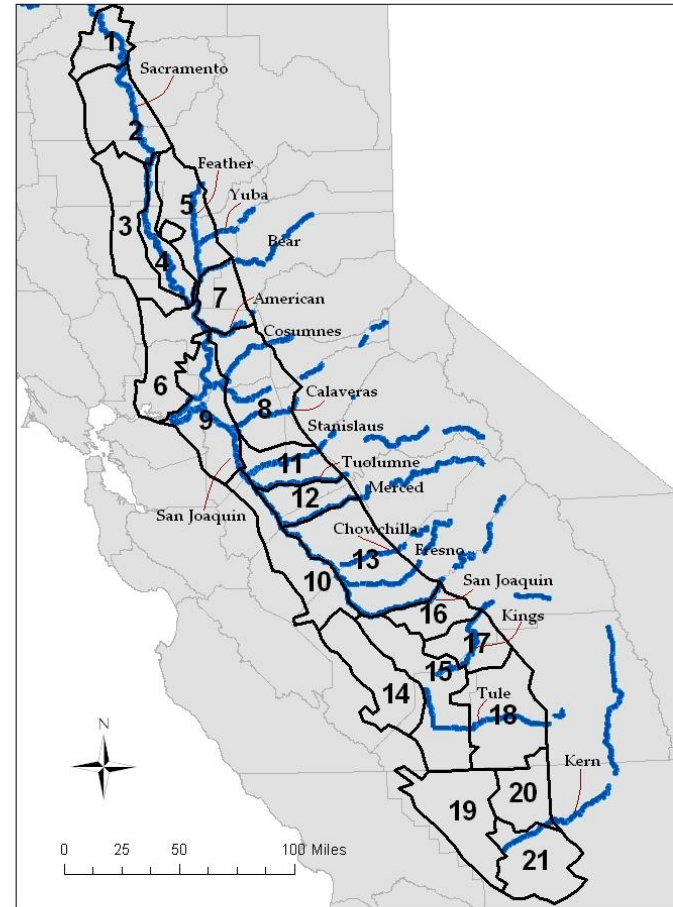 1
Sacramento
2
Feather
5
Yuba
3
Bear
4
7
American
Cosumnes
6
Calaveras
8
9
Stanislaus
11
Tuolumne
12
Merced
San Joaquin
Chowchilla
13
Fresno
10
San Joaquin
16
Kings
17
15
14
Tule
18
N
Kern
20
19
0 25 50 100 Miles
21